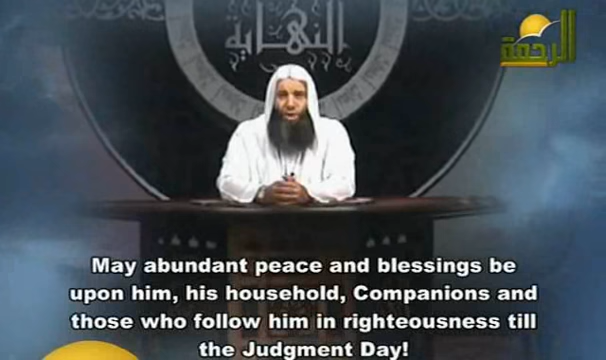 النهاية
الرحمة
May abundant peace and blessings be
upon him, his household, Companions and
those who follow him in righteousness till
the Judgment Day!